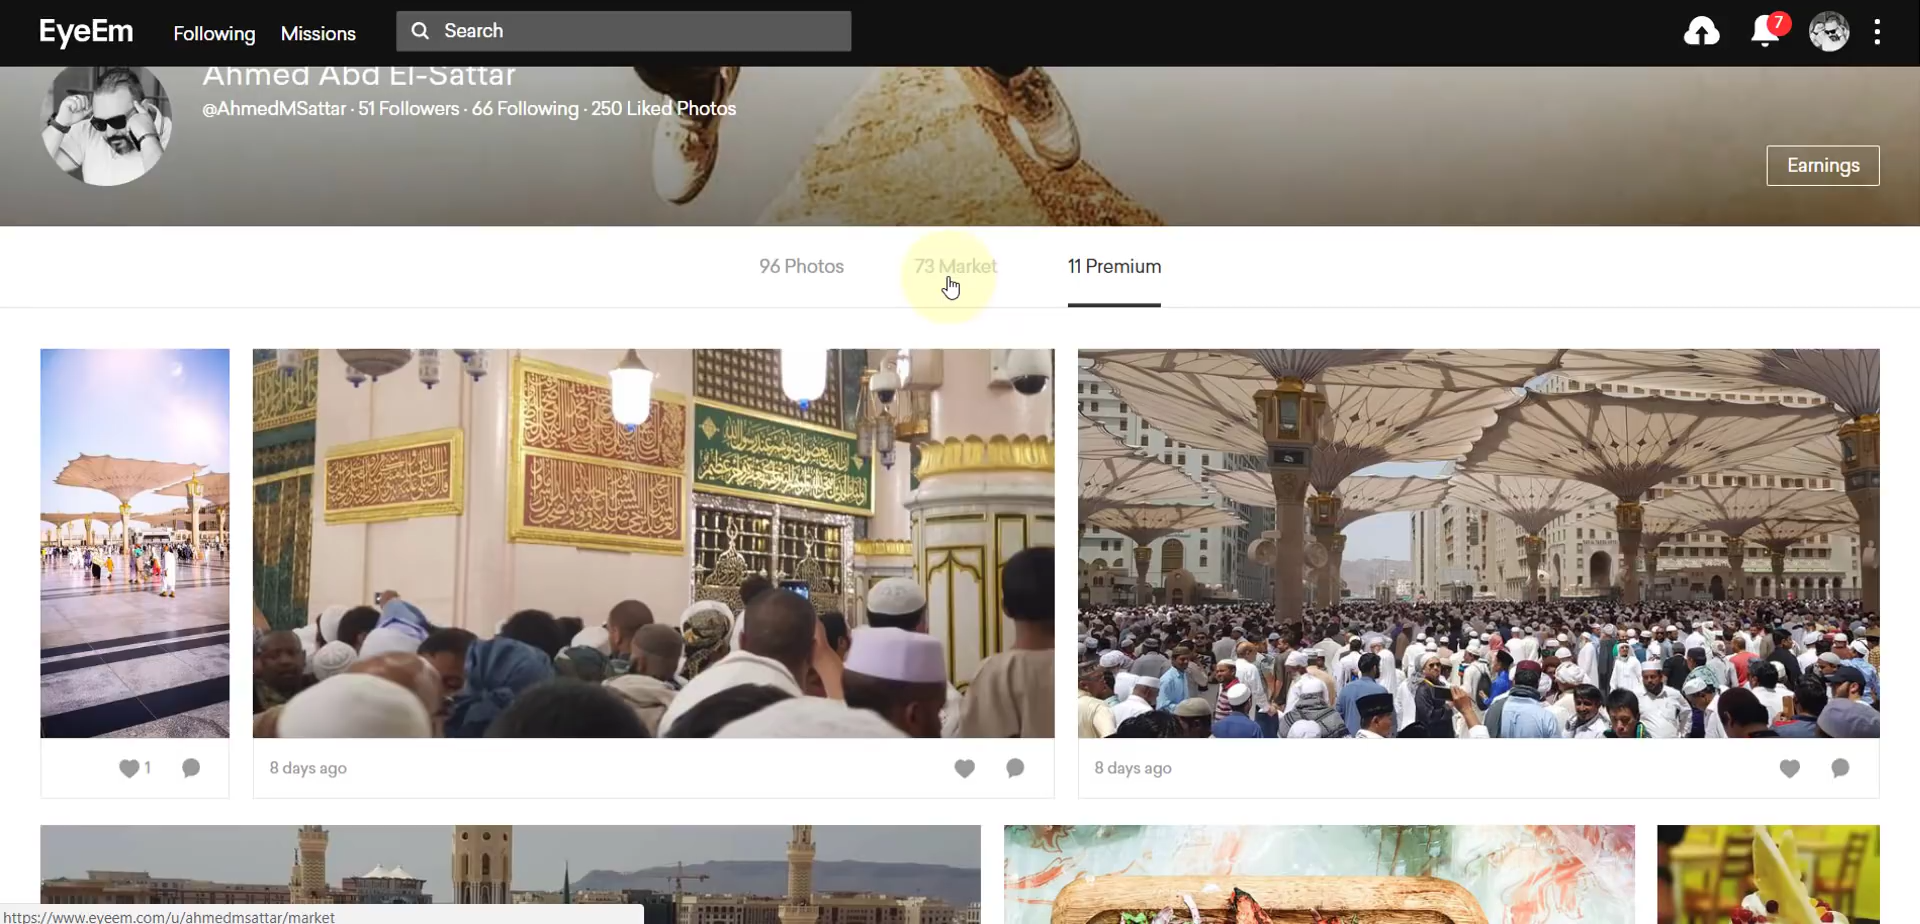 EyeEm Following Missions Search 7
Ahmed Abd El-Sattar
@AhmedMSattar · 51 Followers · 66 Following · 250 Liked Photos
Earnings
96 Photos 73 Market 11 Premium
1
8 days ago
8 days ago
https://www.eyeem.com/u/ahmedmsattar/market